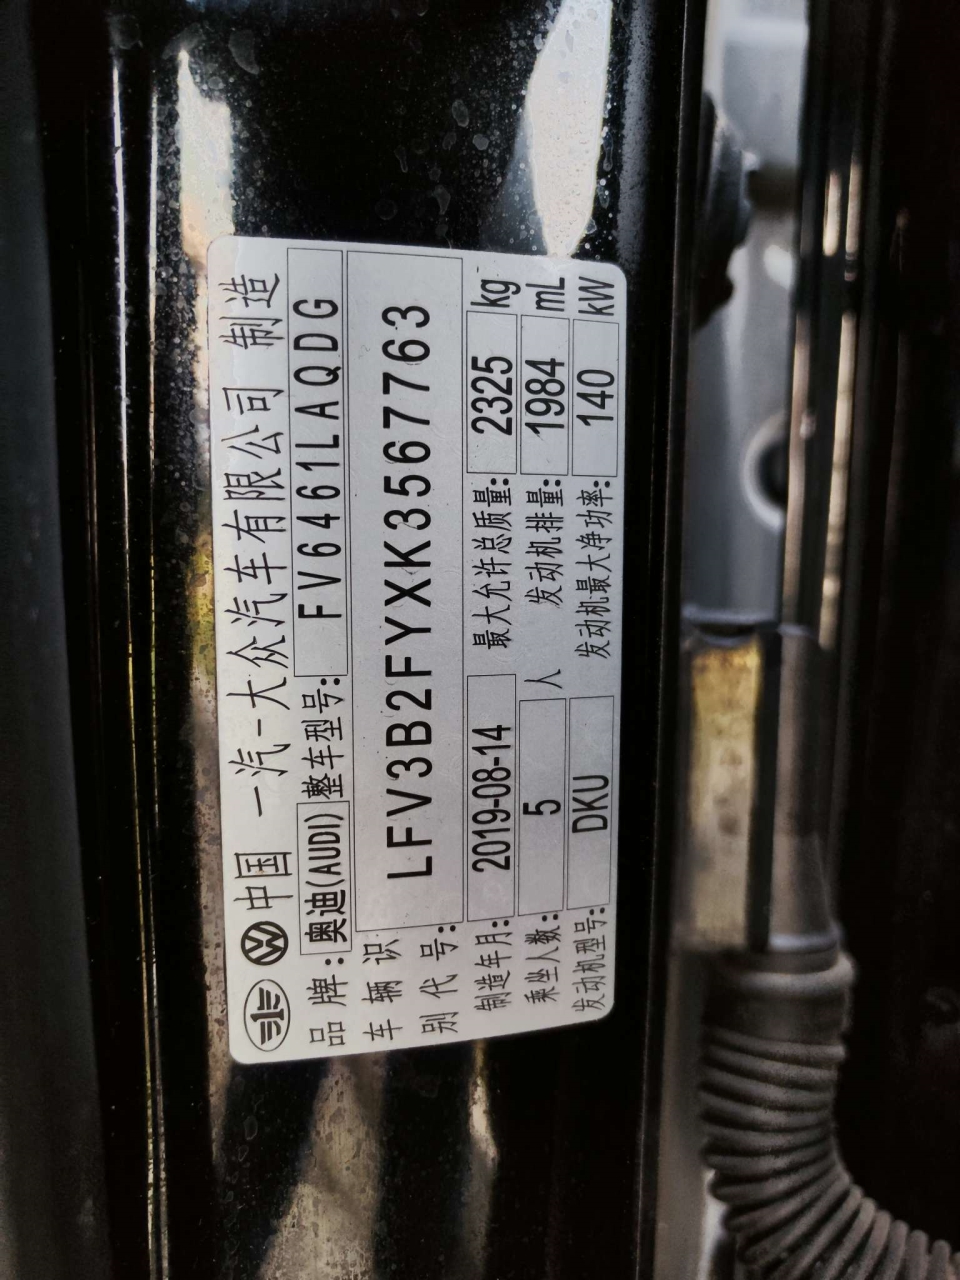 中国 一汽-大众汽车有限公司 制造
品牌:奥迪(AUDI) 整车型号: FV6461LAQDG
车辆识别代号: LFV3B2FYXK3567763
制造年月: 2019-08-14 最大允许总质量: 2325 kg
乘坐人数: 5 人 发动机排量: 1984 mL
发动机型号: DKU 发动机最大净功率: 140 kW